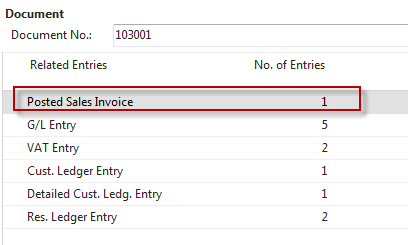 Document
Document No.: 103001
Related Entries No. of Entries
Posted Sales Invoice 1
G/L Entry 5
VAT Entry 2
Cust. Ledger Entry 1
Detailed Cust. Ledg. Entry 1
Res. Ledger Entry 2